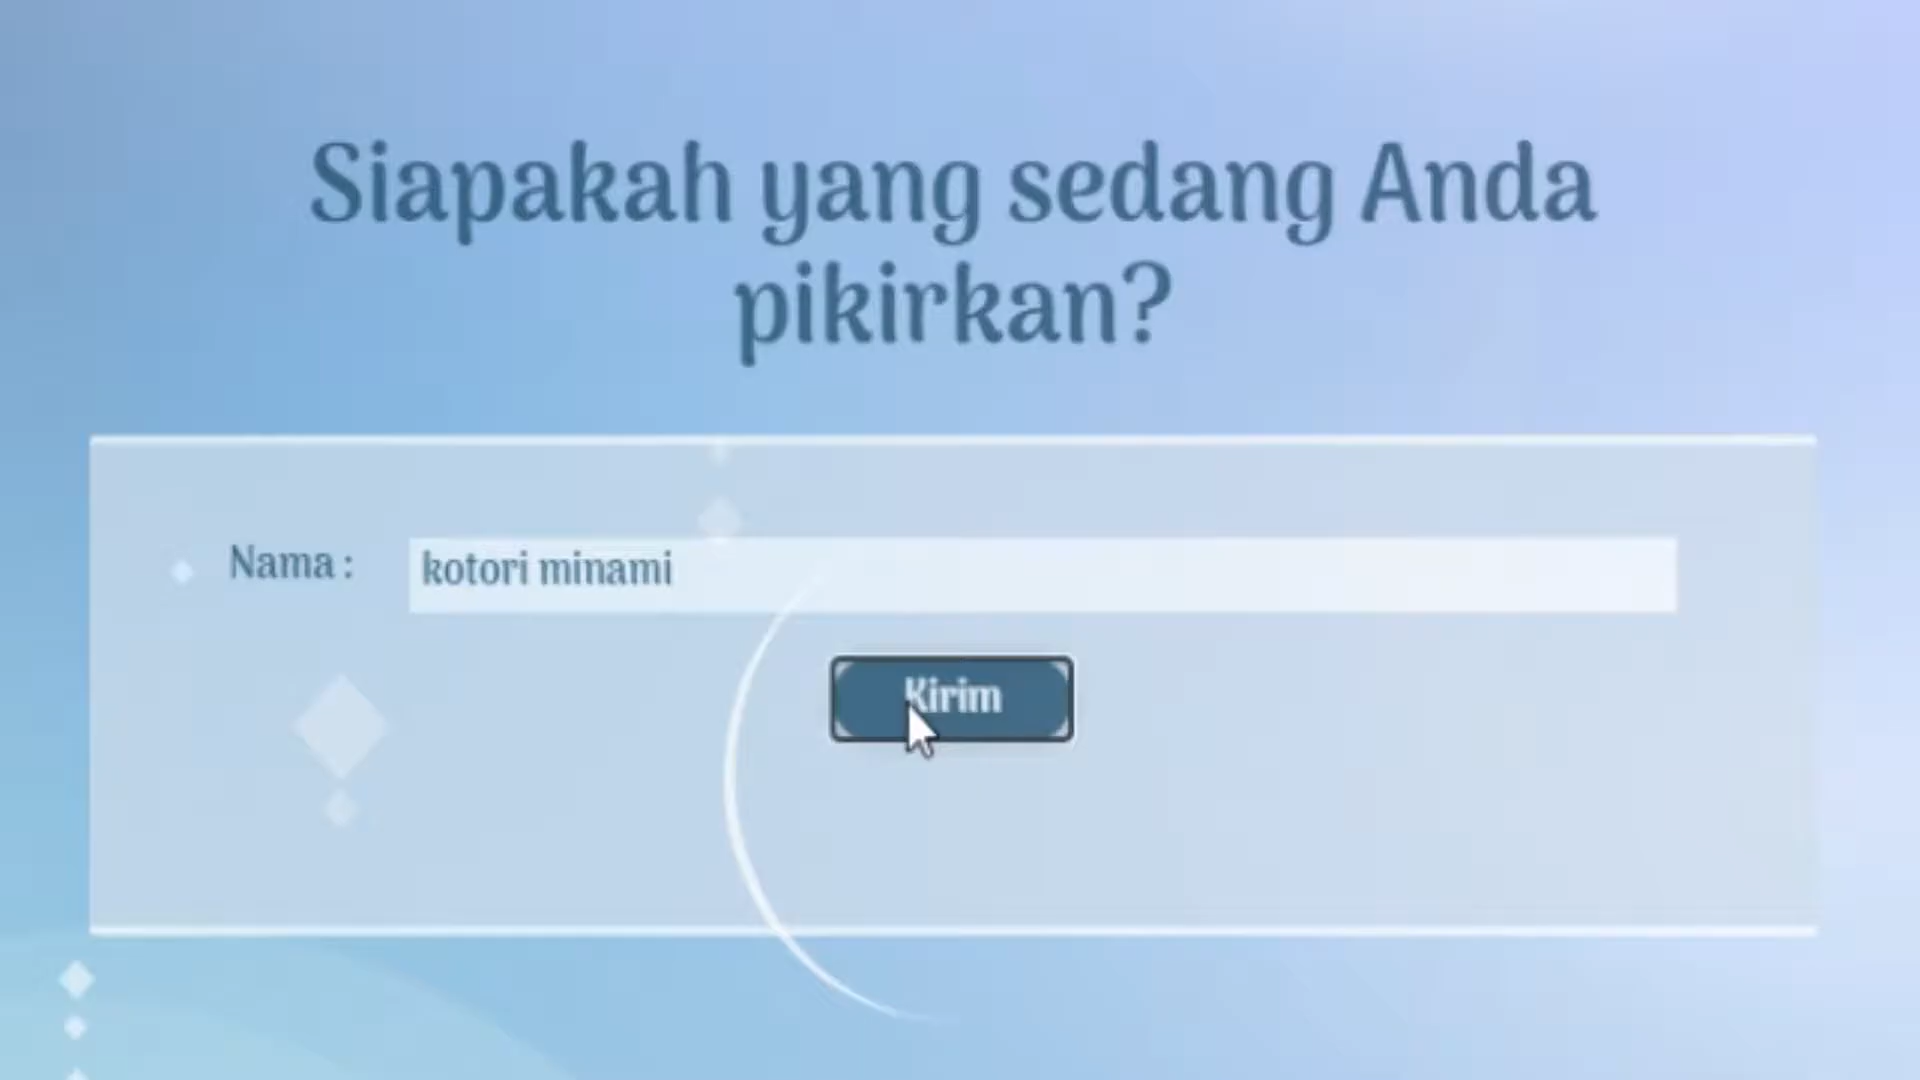 Siapakah yang sedang Anda
pikirkan?
Nama :
kotori minami
Kirim